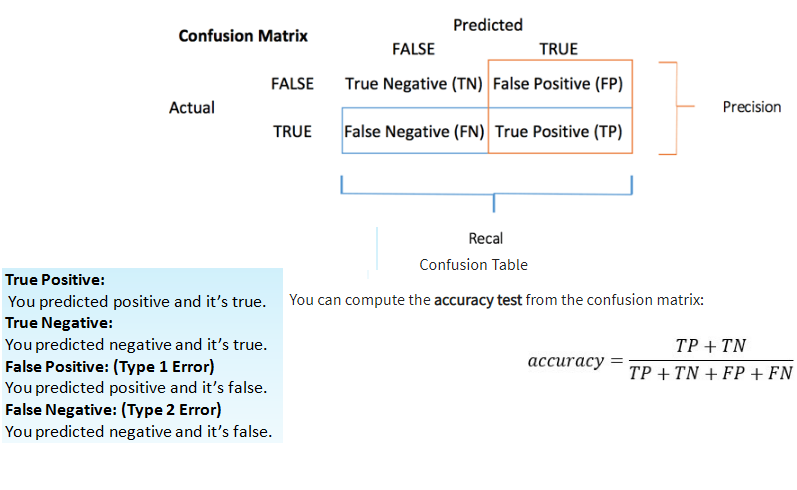 Predicted
Confusion Matrix
FALSE TRUE
FALSE True Negative (TN) False Positive (FP)
Actual Precision
TRUE False Negative (FN) True Positive (TP)
Recal
Confusion Table
True Positive:
You predicted positive and it's true.
True Negative:
You predicted negative and it's true.
False Positive: (Type 1 Error)
You predicted positive and it's false.
False Negative: (Type 2 Error)
You predicted negative and it's false.
You can compute the accuracy test from the confusion matrix:
accuracy = TP + TN
TP + TN + FP + FN